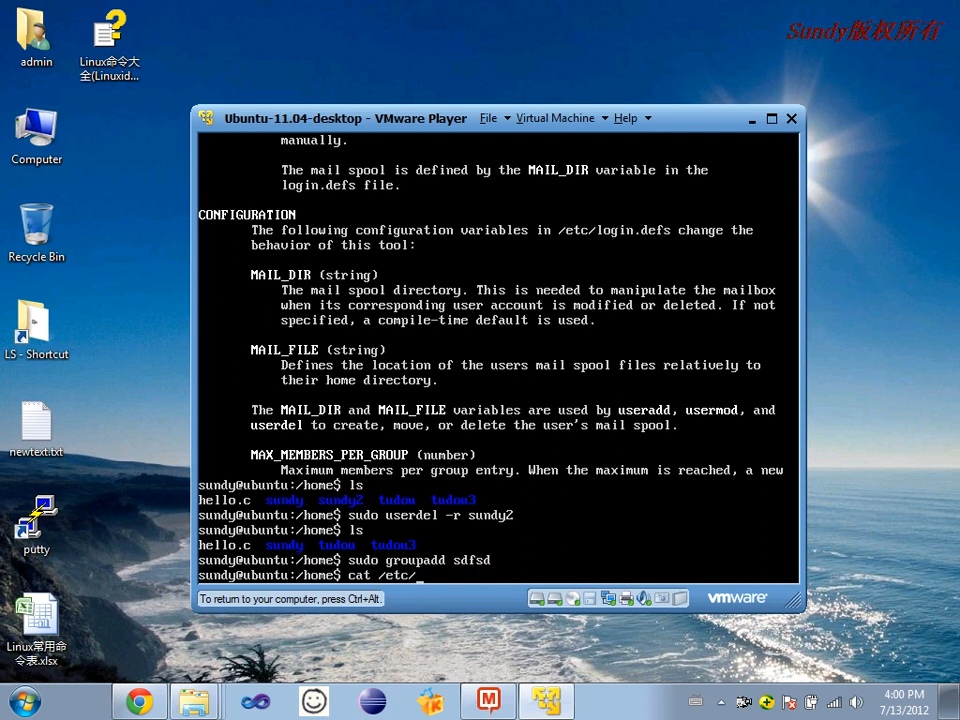 Sundy版权所有
admin
Linux命令大
全(Linuxid...
Computer
Recycle Bin
LS - Shortcut
newtext.txt
putty
Linux常用命
令表.xlsx
Ubuntu-11.04-desktop - VMware Player File Virtual Machine Help
manually.
The mail spool is defined by the MAIL_DIR variable in the
login.defs file.
CONFIGURATION
The following configuration variables in /etc/login.defs change the
behavior of this tool:
MAIL_DIR (string)
The mail spool directory. This is needed to manipulate the mailbox
when its corresponding user account is modified or deleted. If not
specified, a compile-time default is used.
MAIL_FILE (string)
Defines the location of the users mail spool files relatively to
their home directory.
The MAIL_DIR and MAIL_FILE variables are used by useradd, usermod, and
userdel to create, move, or delete the user's mail spool.
MAX_MEMBERS_PER_GROUP (number)
Maximum members per group entry. When the maximum is reached, a new
sundy@ubuntu:/home$ ls
hello.c sundy sundy2 tudou tudou3
sundy@ubuntu:/home$ sudo userdel -r sundy2
sundy@ubuntu:/home$ ls
hello.c sundy tudou tudou3
sundy@ubuntu:/home$ sudo groupadd sdfsd
sundy@ubuntu:/home$ cat /etc/_
To return to your computer, press Ctrl+Alt.
vmware
4:00 PM
7/13/2012